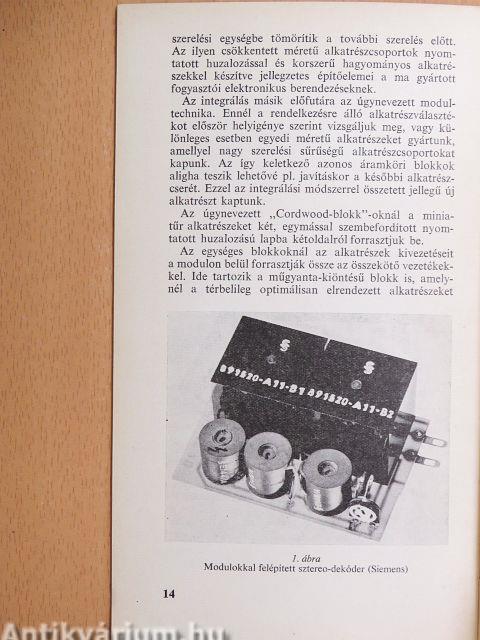 szerelési egységbe tömörítik a további szerelés előtt.
Az ilyen csökkentett méretű alkatrészcsoportok nyom-
tatott huzalozással és korszerű hagyományos alkatré-
szekkel készítve jellegzetes építőelemei a ma gyártott
fogyasztói elektronikus berendezéseknek.
Az integrálás másik előfutára az úgynevezett modul-
technika. Ennél a rendelkezésre álló alkatrészválaszté-
kot először helyigénye szerint vizsgáljuk meg, vagy kü-
lönleges esetben egyedi méretű alkatrészeket gyártunk,
amellyel nagy szerelési sűrűségű alkatrészcsoportokat
kapunk. Az így keletkező azonos áramköri blokkok
aligha teszik lehetővé pl. javításkor a későbbi alkatrész-
cserét. Ezzel az integrálási módszerrel összetett jellegű új
alkatrészt kaptunk.
Az úgynevezett „Cordwood-blokk"-oknál a minia-
tűr alkatrészeket két, egymással szembefordított nyom-
tatott huzalozású lapba kétoldalról forrasztjuk be.
Az egységes blokkoknál az alkatrészek kivezetéseit
a modulon belül forrasztják össze az összekötő vezetékek-
kel. Ide tartozik a műgyanta-kiöntésű blokk is, amely-
nél a térbelileg optimálisan elrendezett alkatrészeket
S S
B91820-A11-B1 B91820-A11-B2
1. ábra
Modulokkal felépített sztereo-dekóder (Siemens)
14
Antikvárium.hu